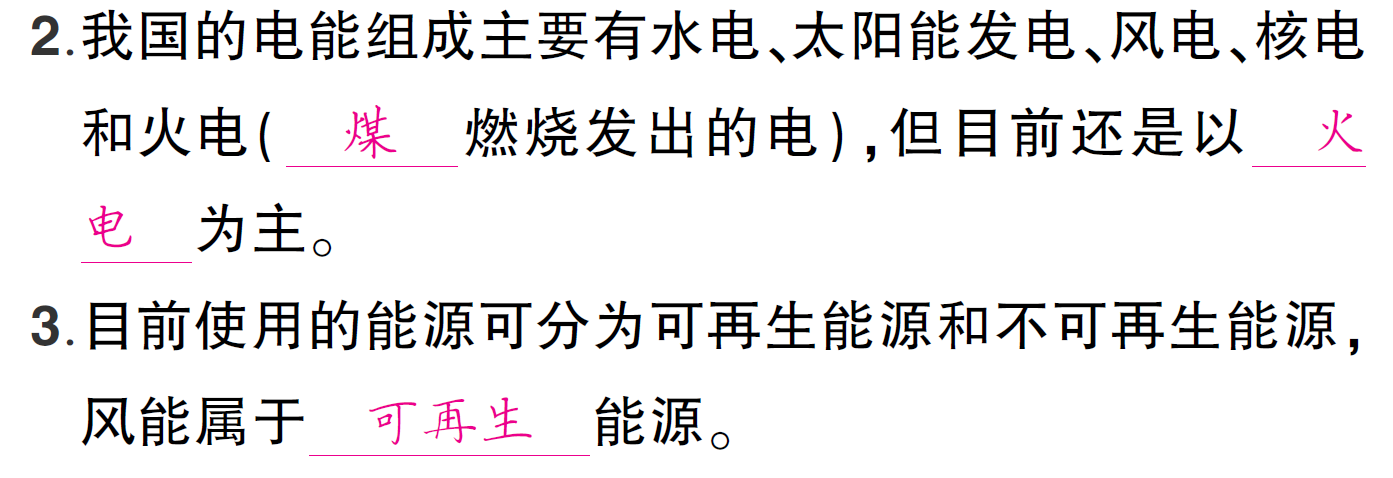 2.我国的电能组成主要有水电、太阳能发电、风电、核电
和火电(煤燃烧发出的电),但目前还是以火
电为主。
3.目前使用的能源可分为可再生能源和不可再生能源,
风能属于可再生能源。